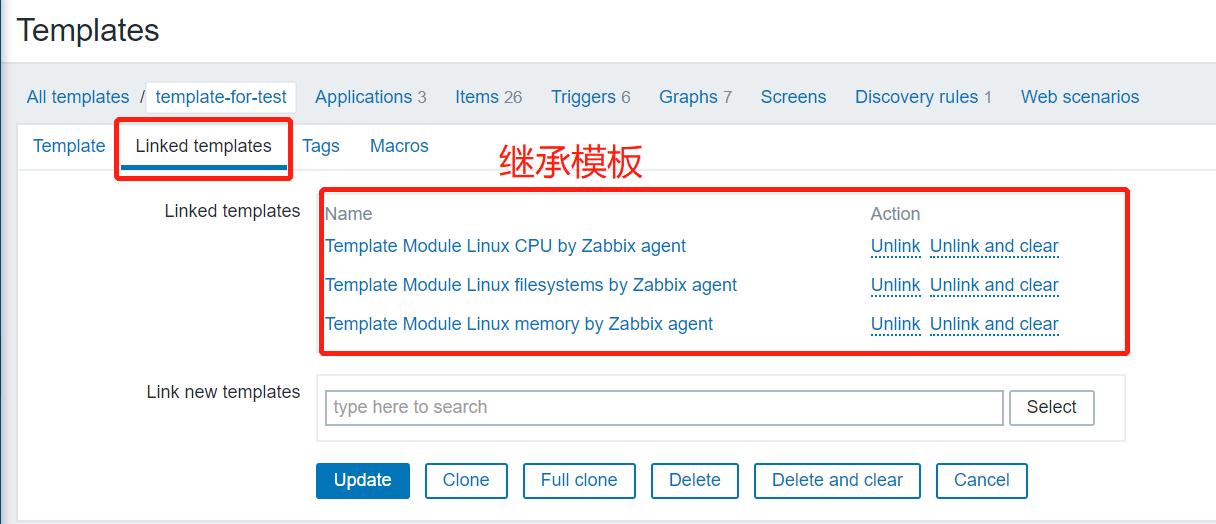 Templates
All templates / template-for-test Applications 3 Items 26 Triggers 6 Graphs 7 Screens Discovery rules 1 Web scenarios
Template Linked templates Tags Macros
继承模板
Linked templates Name Action
Template Module Linux CPU by Zabbix agent Unlink Unlink and clear
Template Module Linux filesystems by Zabbix agent Unlink Unlink and clear
Template Module Linux memory by Zabbix agent Unlink Unlink and clear
Link new templates type here to search Select
Update Clone Full clone Delete Delete and clear Cancel